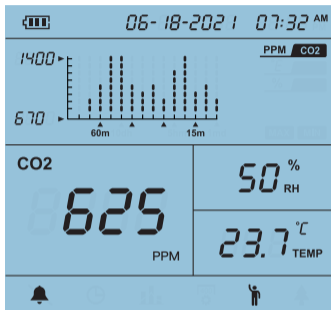 06-18-2021 07:32 AM
PPM CO2
1400
670
60m 15m
CO2
625
PPM
50 % RH
23.7 °C TEMP